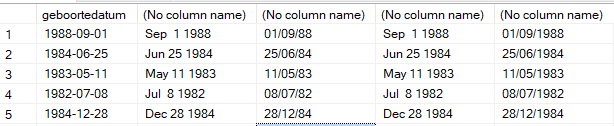 geboortedatum (No column name) (No column name) (No column name) (No column name)
1 1988-09-01 Sep  1 1988 01/09/88 Sep  1 1988 01/09/1988
2 1984-06-25 Jun 25 1984 25/06/84 Jun 25 1984 25/06/1984
3 1983-05-11 May 11 1983 11/05/83 May 11 1983 11/05/1983
4 1982-07-08 Jul  8 1982 08/07/82 Jul  8 1982 08/07/1982
5 1984-12-28 Dec 28 1984 28/12/84 Dec 28 1984 28/12/1984